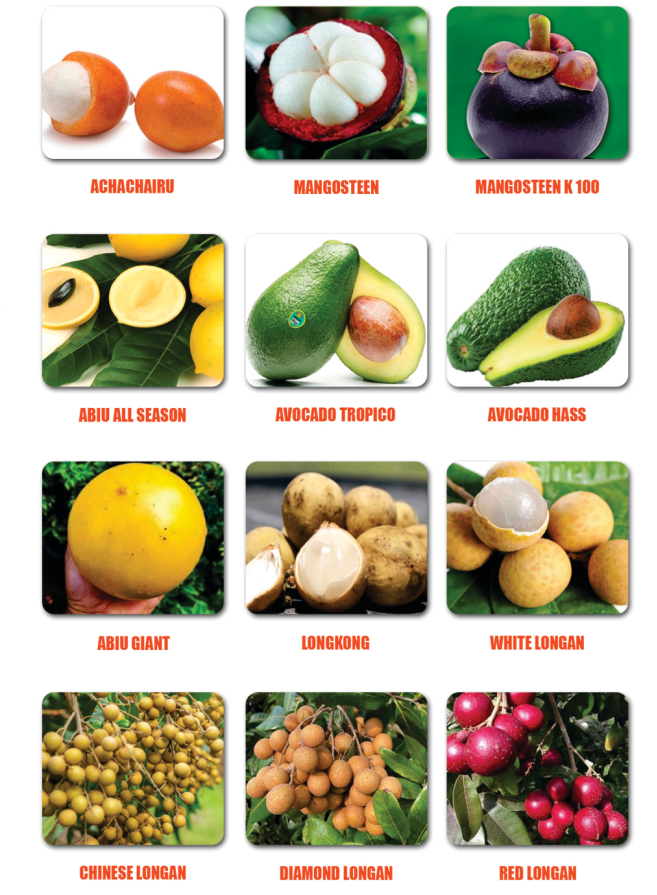 ACHACHAIRU
MANGOSTEEN
MANGOSTEEN K 100
ABIU ALL SEASON
AVOCADO TROPICO
AVOCADO HASS
ABIU GIANT
LONGKONG
WHITE LONGAN
CHINESE LONGAN
DIAMOND LONGAN
RED LONGAN